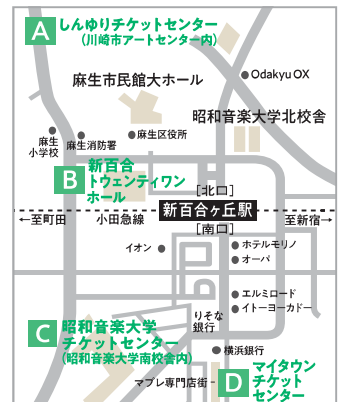 A しんゆりチケットセンター
(川崎市アートセンター内)
麻生市民館大ホール
Odakyu OX
昭和音楽大学北校舎
麻生
小学校
麻生消防署
麻生区役所
B 新百合
トウェンティワン
ホール
[北口]
←至町田
小田急線
新百合ヶ丘駅
至新宿→
[南口]
イオン
ホテルモリノ
オーパ
エルミロード
イトーヨーカドー
りそな
銀行
C 昭和音楽大学
チケットセンター
(昭和音楽大学南校舎内)
横浜銀行
マプレ専門店街
D マイタウン
チケット
センター